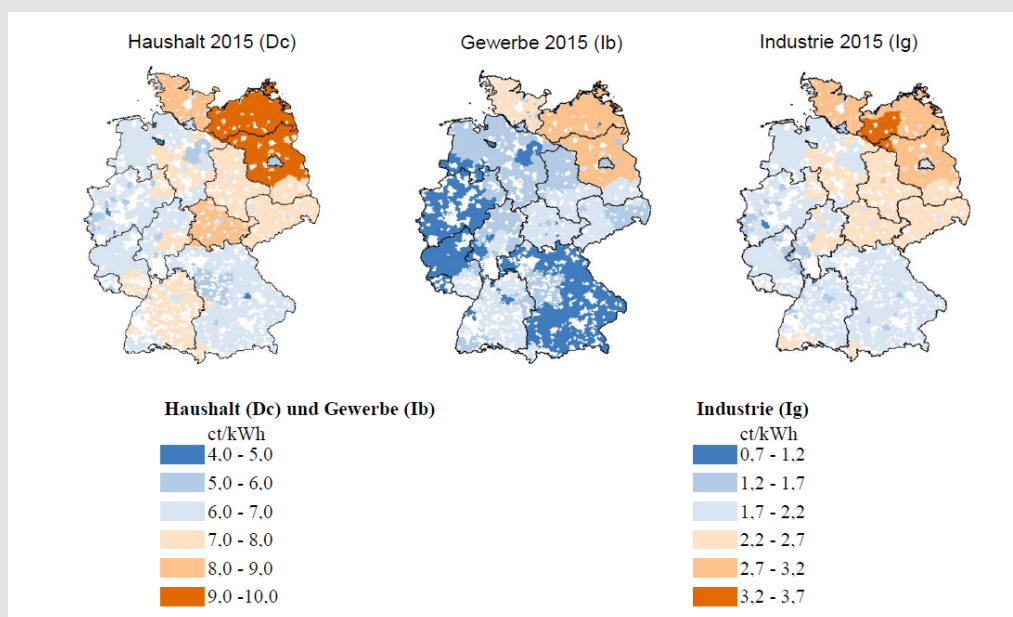 Haushalt 2015 (Dc)
Gewerbe 2015 (Ib)
Industrie 2015 (Ig)
Haushalt (Dc) und Gewerbe (Ib)
ct/kWh
4,0 - 5,0
5,0 - 6,0
6,0 - 7,0
7,0 - 8,0
8,0 - 9,0
9,0 -10,0
Industrie (Ig)
ct/kWh
0,7 - 1,2
1,2 - 1,7
1,7 - 2,2
2,2 - 2,7
2,7 - 3,2
3,2 - 3,7